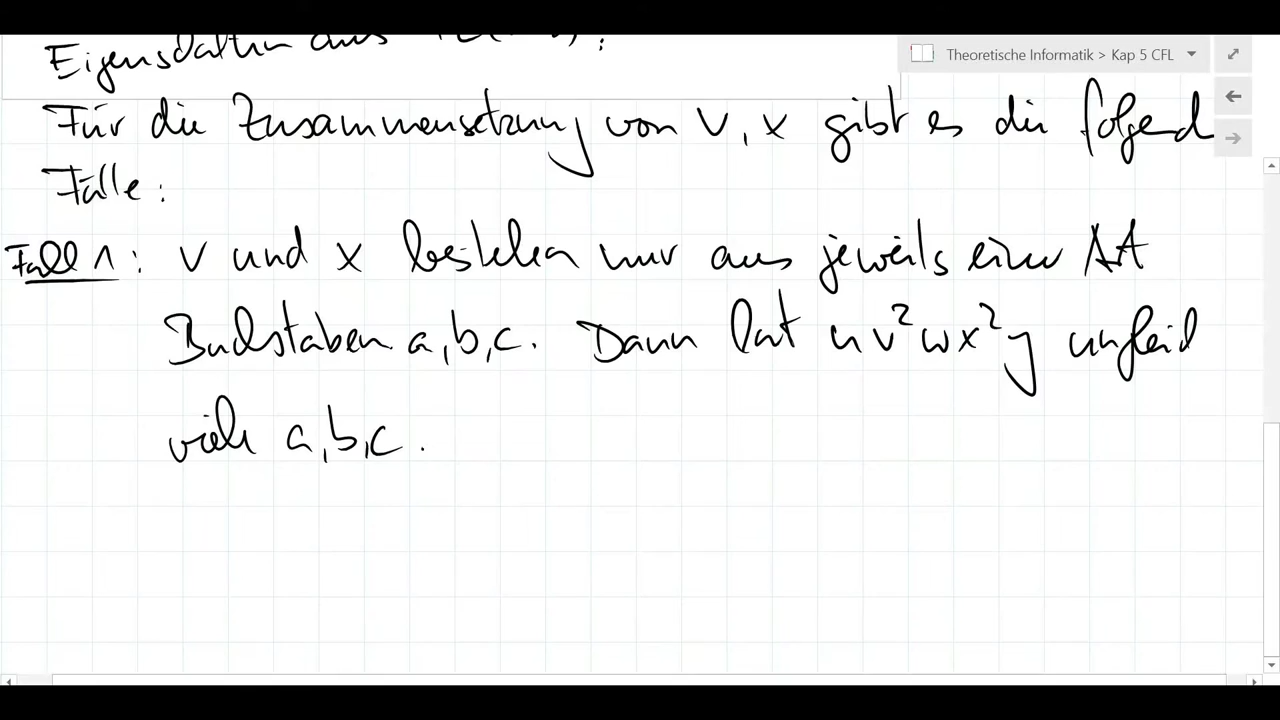 Theoretische Informatik > Kap 5 CFL
Eigenschaften aus
Für die Zusammensetzung von v, x gibt es die folgend
Fälle:
Fall 1: v und x bestehen nur aus jeweils einer Art
Buchstaben a,b,c. Dann hat uv²wx²y ungleich
viele a,b,c.